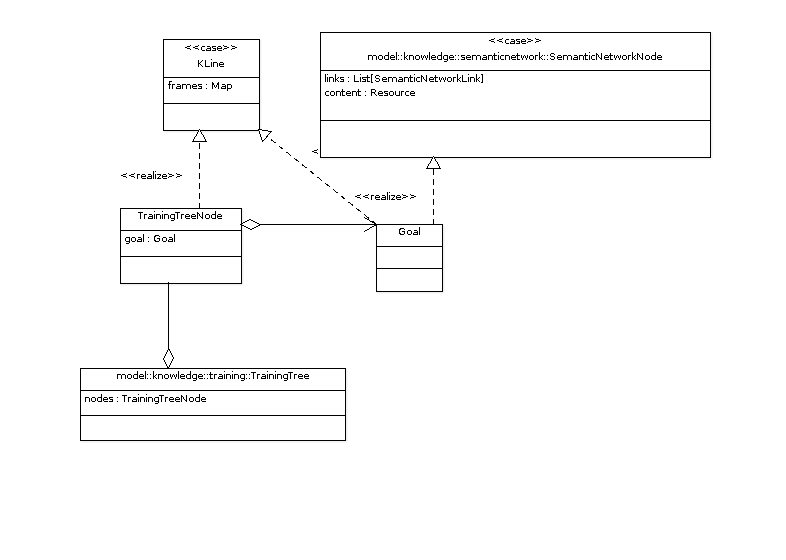 <<case>>
KLine
frames : Map
<<case>>
model::knowledge::semanticnetwork::SemanticNetworkNode
links : List[SemanticNetworkLink]
content : Resource
<
<<realize>>
<<realize>>
TrainingTreeNode
goal : Goal
Goal
model::knowledge::training::TrainingTree
nodes : TrainingTreeNode